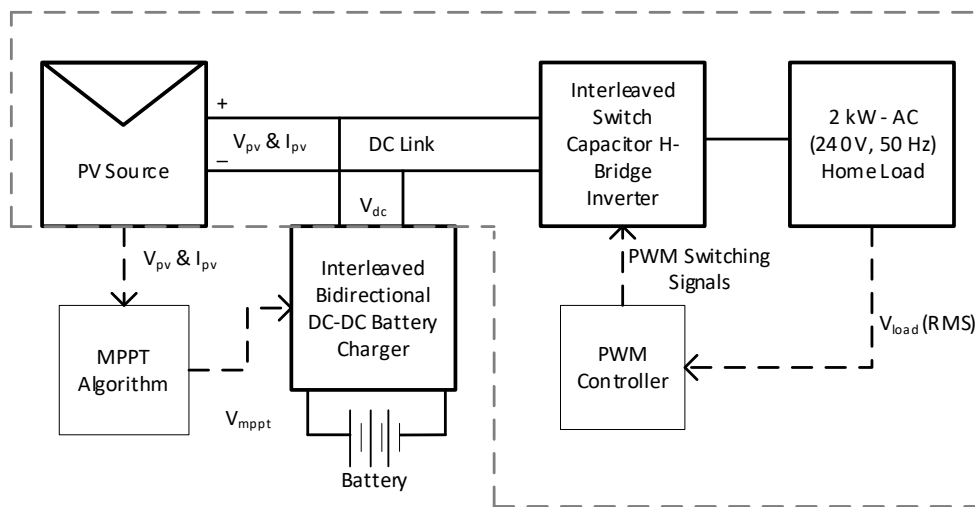 PV Source
+
V_pv & I_pv
–
DC Link
V_dc
Interleaved
Switch
Capacitor H-
Bridge
Inverter
2 kW - AC
(240 V, 50 Hz)
Home Load
V_pv & I_pv
MPPT
Algorithm
V_mppt
Interleaved
Bidirectional
DC-DC Battery
Charger
Battery
PWM Switching
Signals
PWM
Controller
V_load (RMS)